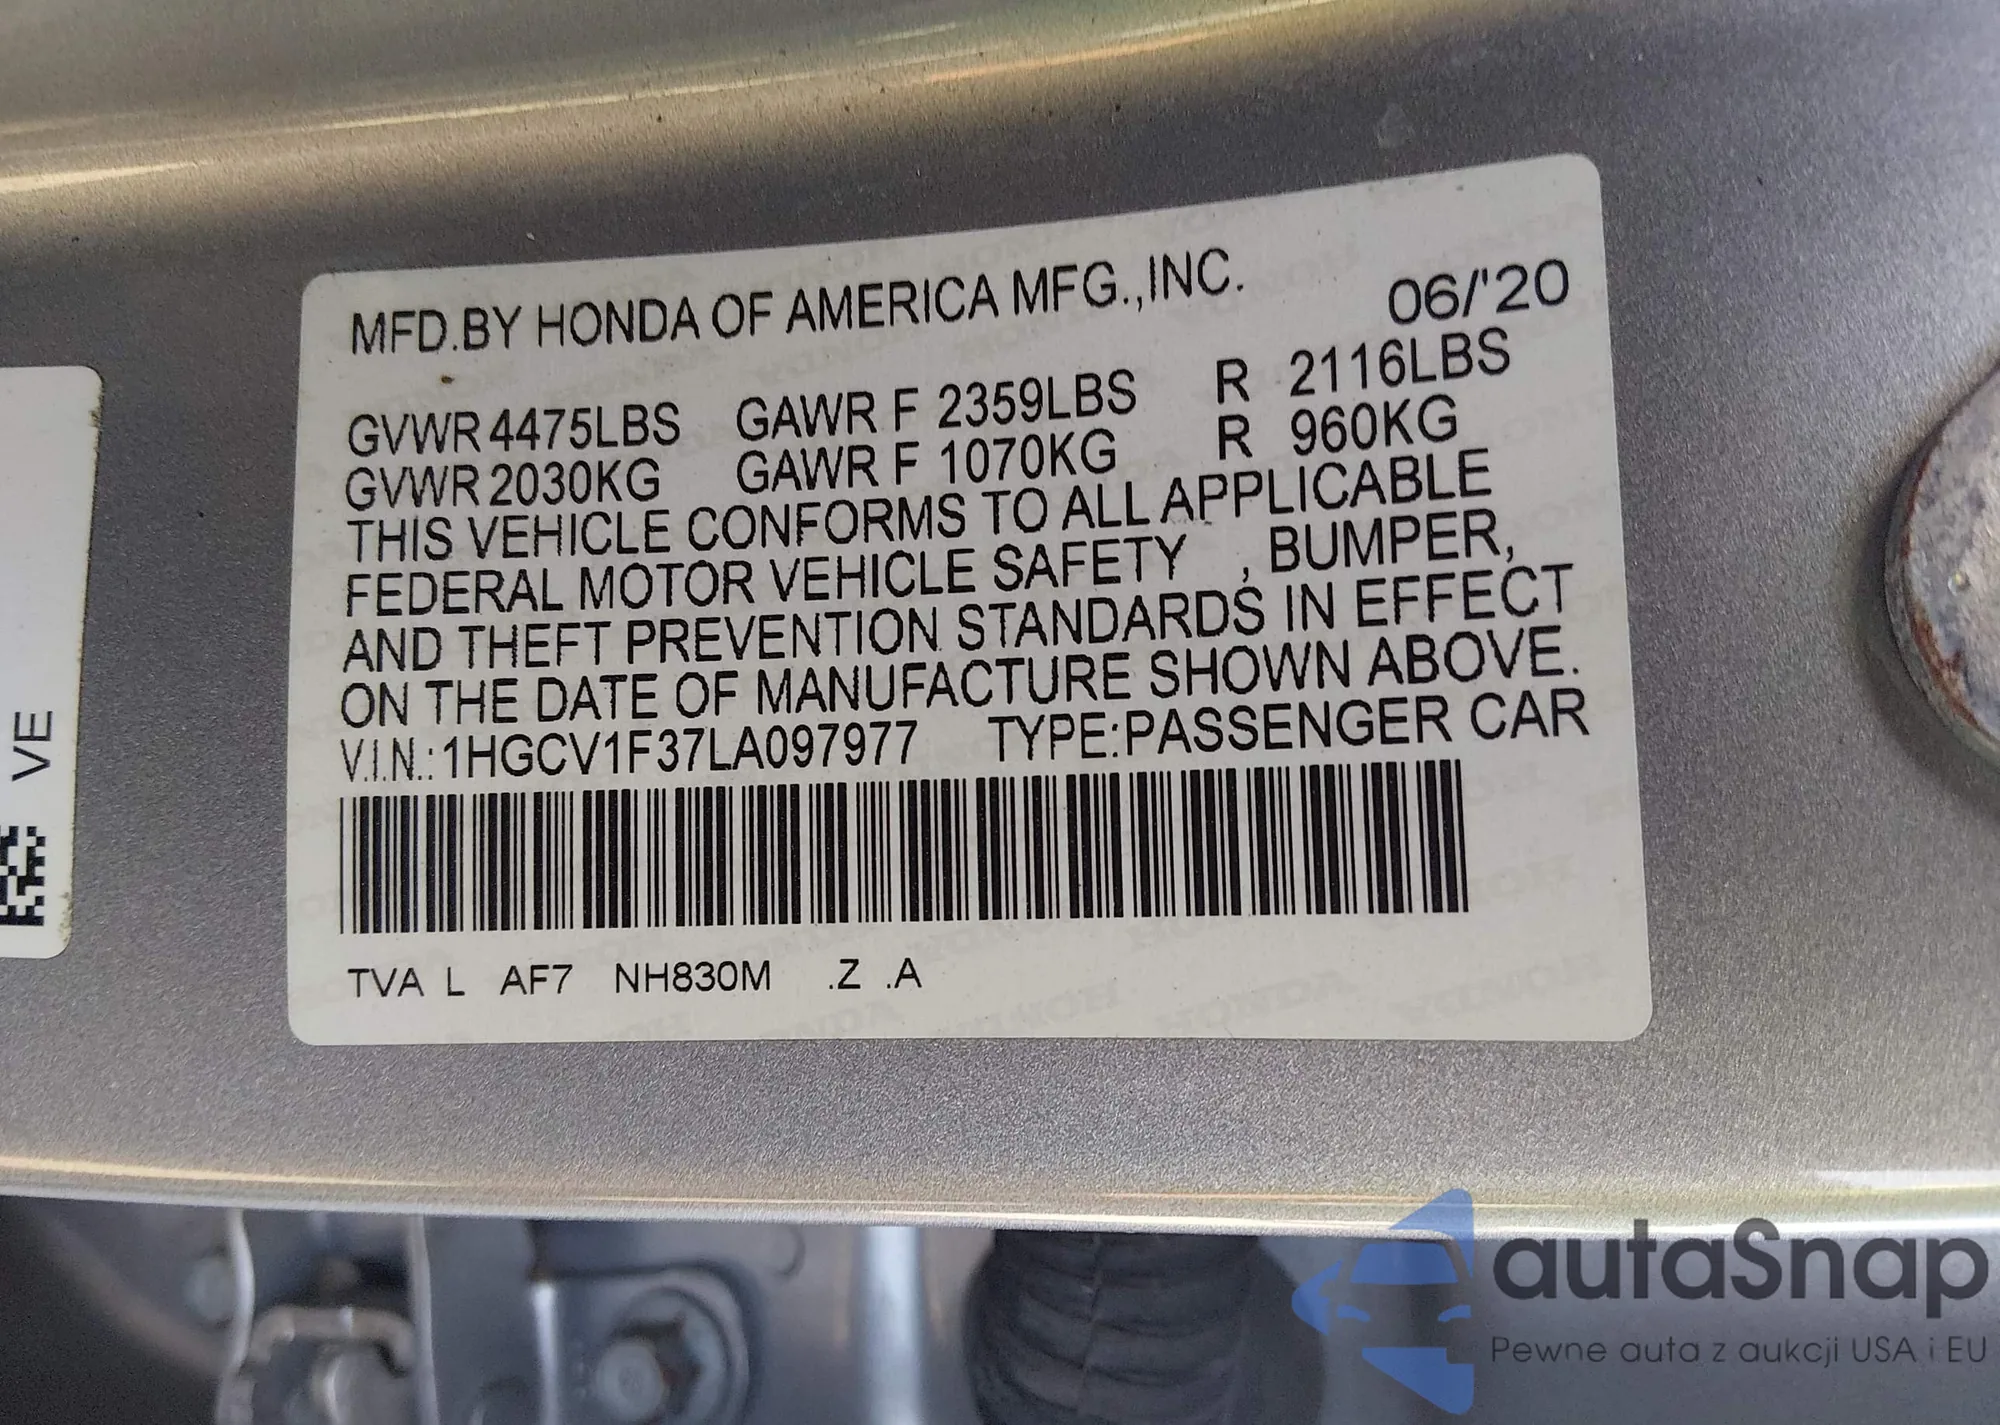 MFD.BY HONDA OF AMERICA MFG.,INC. 06/'20
GVWR 4475LBS GAWR F 2359LBS R 2116LBS
GVWR 2030KG GAWR F 1070KG R 960KG
THIS VEHICLE CONFORMS TO ALL APPLICABLE
FEDERAL MOTOR VEHICLE SAFETY , BUMPER,
AND THEFT PREVENTION STANDARDS IN EFFECT
ON THE DATE OF MANUFACTURE SHOWN ABOVE.
V.I.N.: 1HGCV1F37LA097977 TYPE:PASSENGER CAR
TVA L AF7 NH830M .Z .A
VE
autaSnap
Pewne auta z aukcji USA i EU